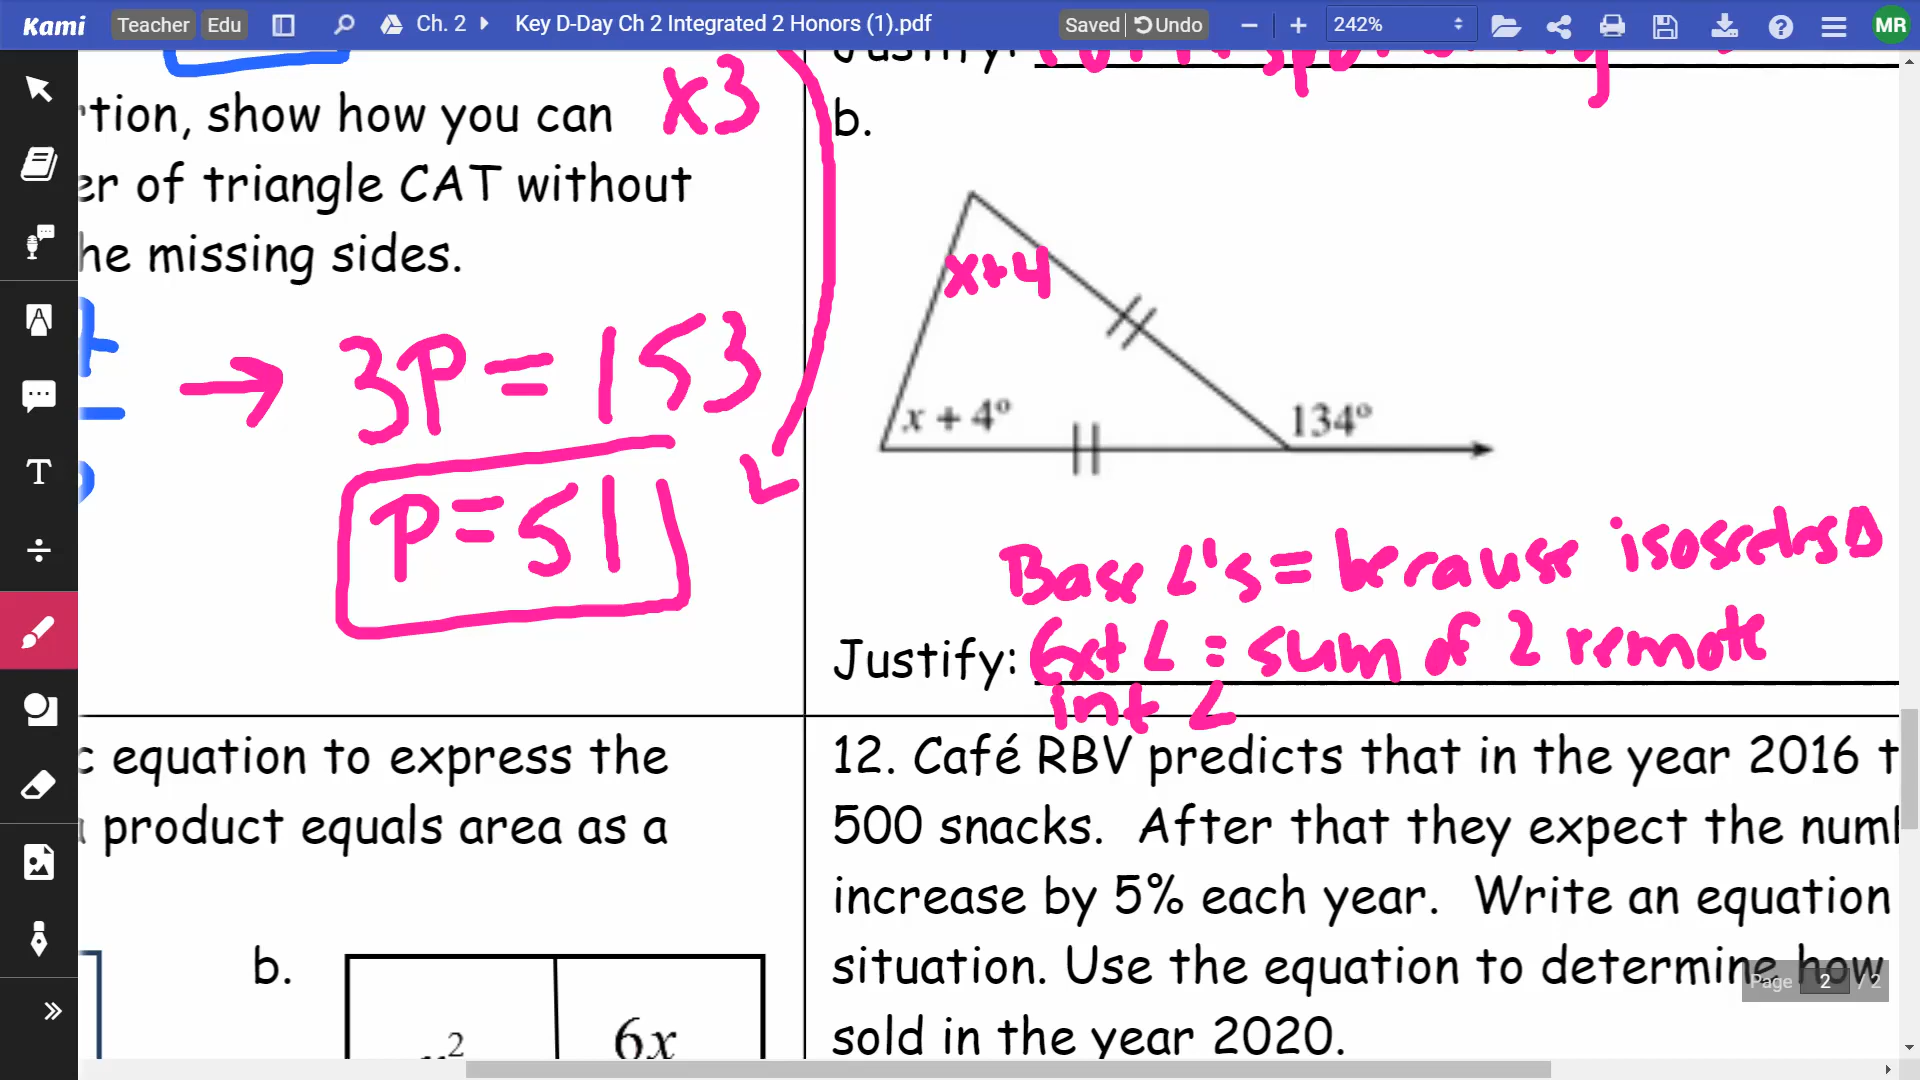 Kami Teacher Edu Ch. 2 Key D-Day Ch 2 Integrated 2 Honors (1).pdf Saved Undo 242% MR
Justify:
rtion, show how you can x3
er of triangle CAT without
he missing sides.
3P = 153
P = 51
b.
x+4
x + 4°
134°
Base ∠'s = because
Justify: Ext ∠ = sum of 2 remote
int ∠
c equation to express the
product equals area as a
b.
6x
12. Café RBV predicts that in the year 2016 t
500 snacks. After that they expect the num
increase by 5% each year. Write an equation
situation. Use the equation to determine how
sold in the year 2020.
Page 2 / 2